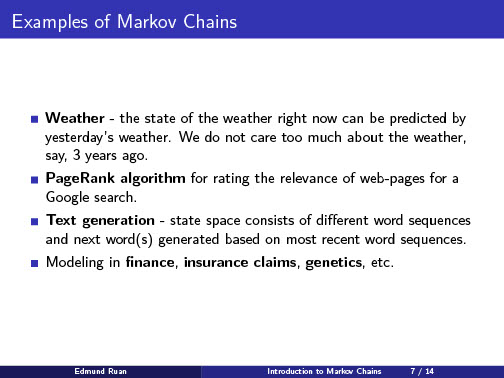 Examples of Markov Chains
Weather - the state of the weather right now can be predicted by
yesterday's weather. We do not care too much about the weather,
say, 3 years ago.
PageRank algorithm for rating the relevance of web-pages for a
Google search.
Text generation - state space consists of different word sequences
and next word(s) generated based on most recent word sequences.
Modeling in finance, insurance claims, genetics, etc.
Edmund Ruan
Introduction to Markov Chains
7 / 14